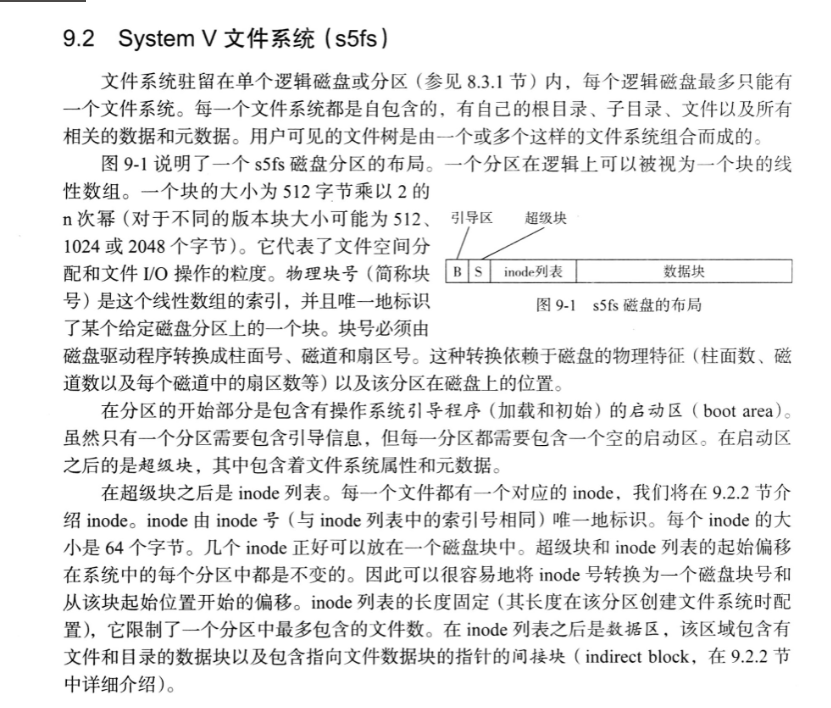 9.2 System V 文件系统（s5fs）
文件系统驻留在单个逻辑磁盘或分区（参见 8.3.1 节）内，每个逻辑磁盘最多只能有
一个文件系统。每一个文件系统都是自包含的，有自己的根目录、子目录、文件以及所有
相关的数据和元数据。用户可见的文件树是由一个或多个这样的文件系统组合而成的。
图 9-1 说明了一个 s5fs 磁盘分区的布局。一个分区在逻辑上可以被视为一个块的线
性数组。一个块的大小为 512 字节乘以 2 的
n 次幂（对于不同的版本块大小可能为 512、
1024 或 2048 个字节）。它代表了文件空间分
配和文件 I/O 操作的粒度。物理块号（简称块
号）是这个线性数组的索引，并且唯一地标识
了某个给定磁盘分区上的一个块。块号必须由
引导区 超级块
B S inode列表 数据块
图 9-1 s5fs 磁盘的布局
磁盘驱动程序转换成柱面号、磁道和扇区号。这种转换依赖于磁盘的物理特征（柱面数、磁
道数以及每个磁道中的扇区数等）以及该分区在磁盘上的位置。
在分区的开始部分是包含有操作系统引导程序（加载和初始）的启动区（boot area）。
虽然只有一个分区需要包含引导信息，但每一分区都需要包含一个空的启动区。在启动区
之后的是超级块，其中包含着文件系统属性和元数据。
在超级块之后是 inode 列表。每一个文件都有一个对应的 inode，我们将在 9.2.2 节介
绍 inode。inode 由 inode 号（与 inode 列表中的索引号相同）唯一地标识。每个 inode 的大
小是 64 个字节。几个 inode 正好可以放在一个磁盘块中。超级块和 inode 列表的起始偏移
在系统中的每个分区中都是不变的。因此可以很容易地将 inode 号转换为一个磁盘块号和
从该块起始位置开始的偏移。inode 列表的长度固定（其长度在该分区创建文件系统时配
置），它限制了一个分区中最多包含的文件数。在 inode 列表之后是数据区，该区域包含有
文件和目录的数据块以及包含指向文件数据块的指针的间接块（indirect block，在 9.2.2 节
中详细介绍）。